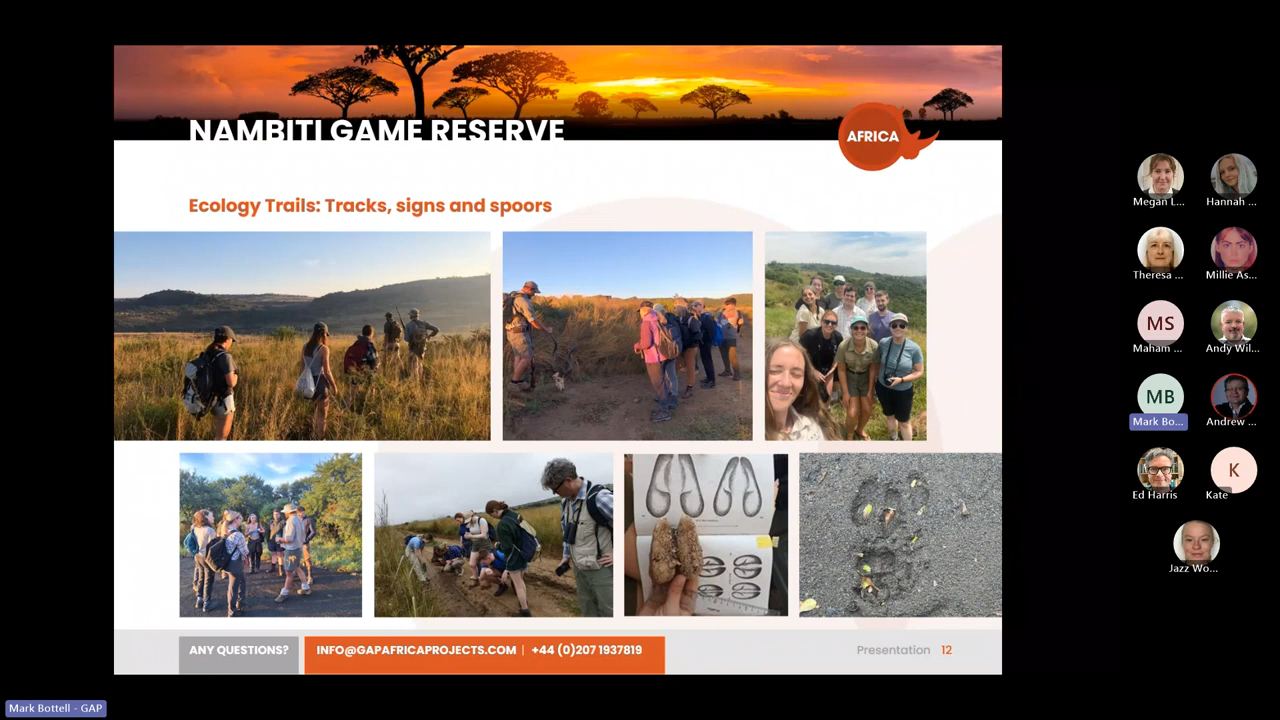 NAMBITI GAME RESERVE
AFRICA
Ecology Trails: Tracks, signs and spoors
ANY QUESTIONS?
INFO@GAPAFRICAPROJECTS.COM | +44 (0)207 1937819
Presentation 12
Megan L...
Hannah ...
Theresa ...
Millie As...
MS
Maham ...
Andy Wil...
MB
Mark Bo...
Andrew ...
Ed Harris
K
Kate
Jazz Wo...
Mark Bottell - GAP